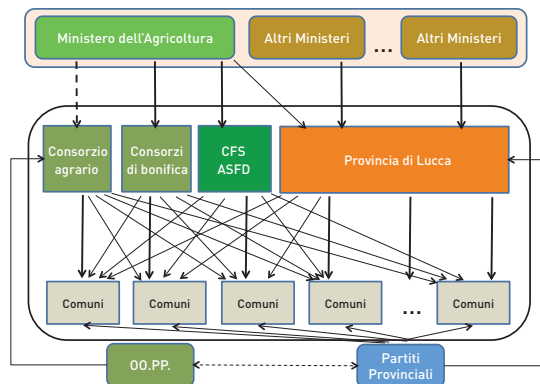 Ministero dell'Agricoltura
Altri Ministeri
...
Altri Ministeri
Consorzio
agrario
Consorzi
di bonifica
CFS
ASFD
Provincia di Lucca
Comuni
Comuni
Comuni
Comuni
...
Comuni
OO.PP.
Partiti
Provinciali